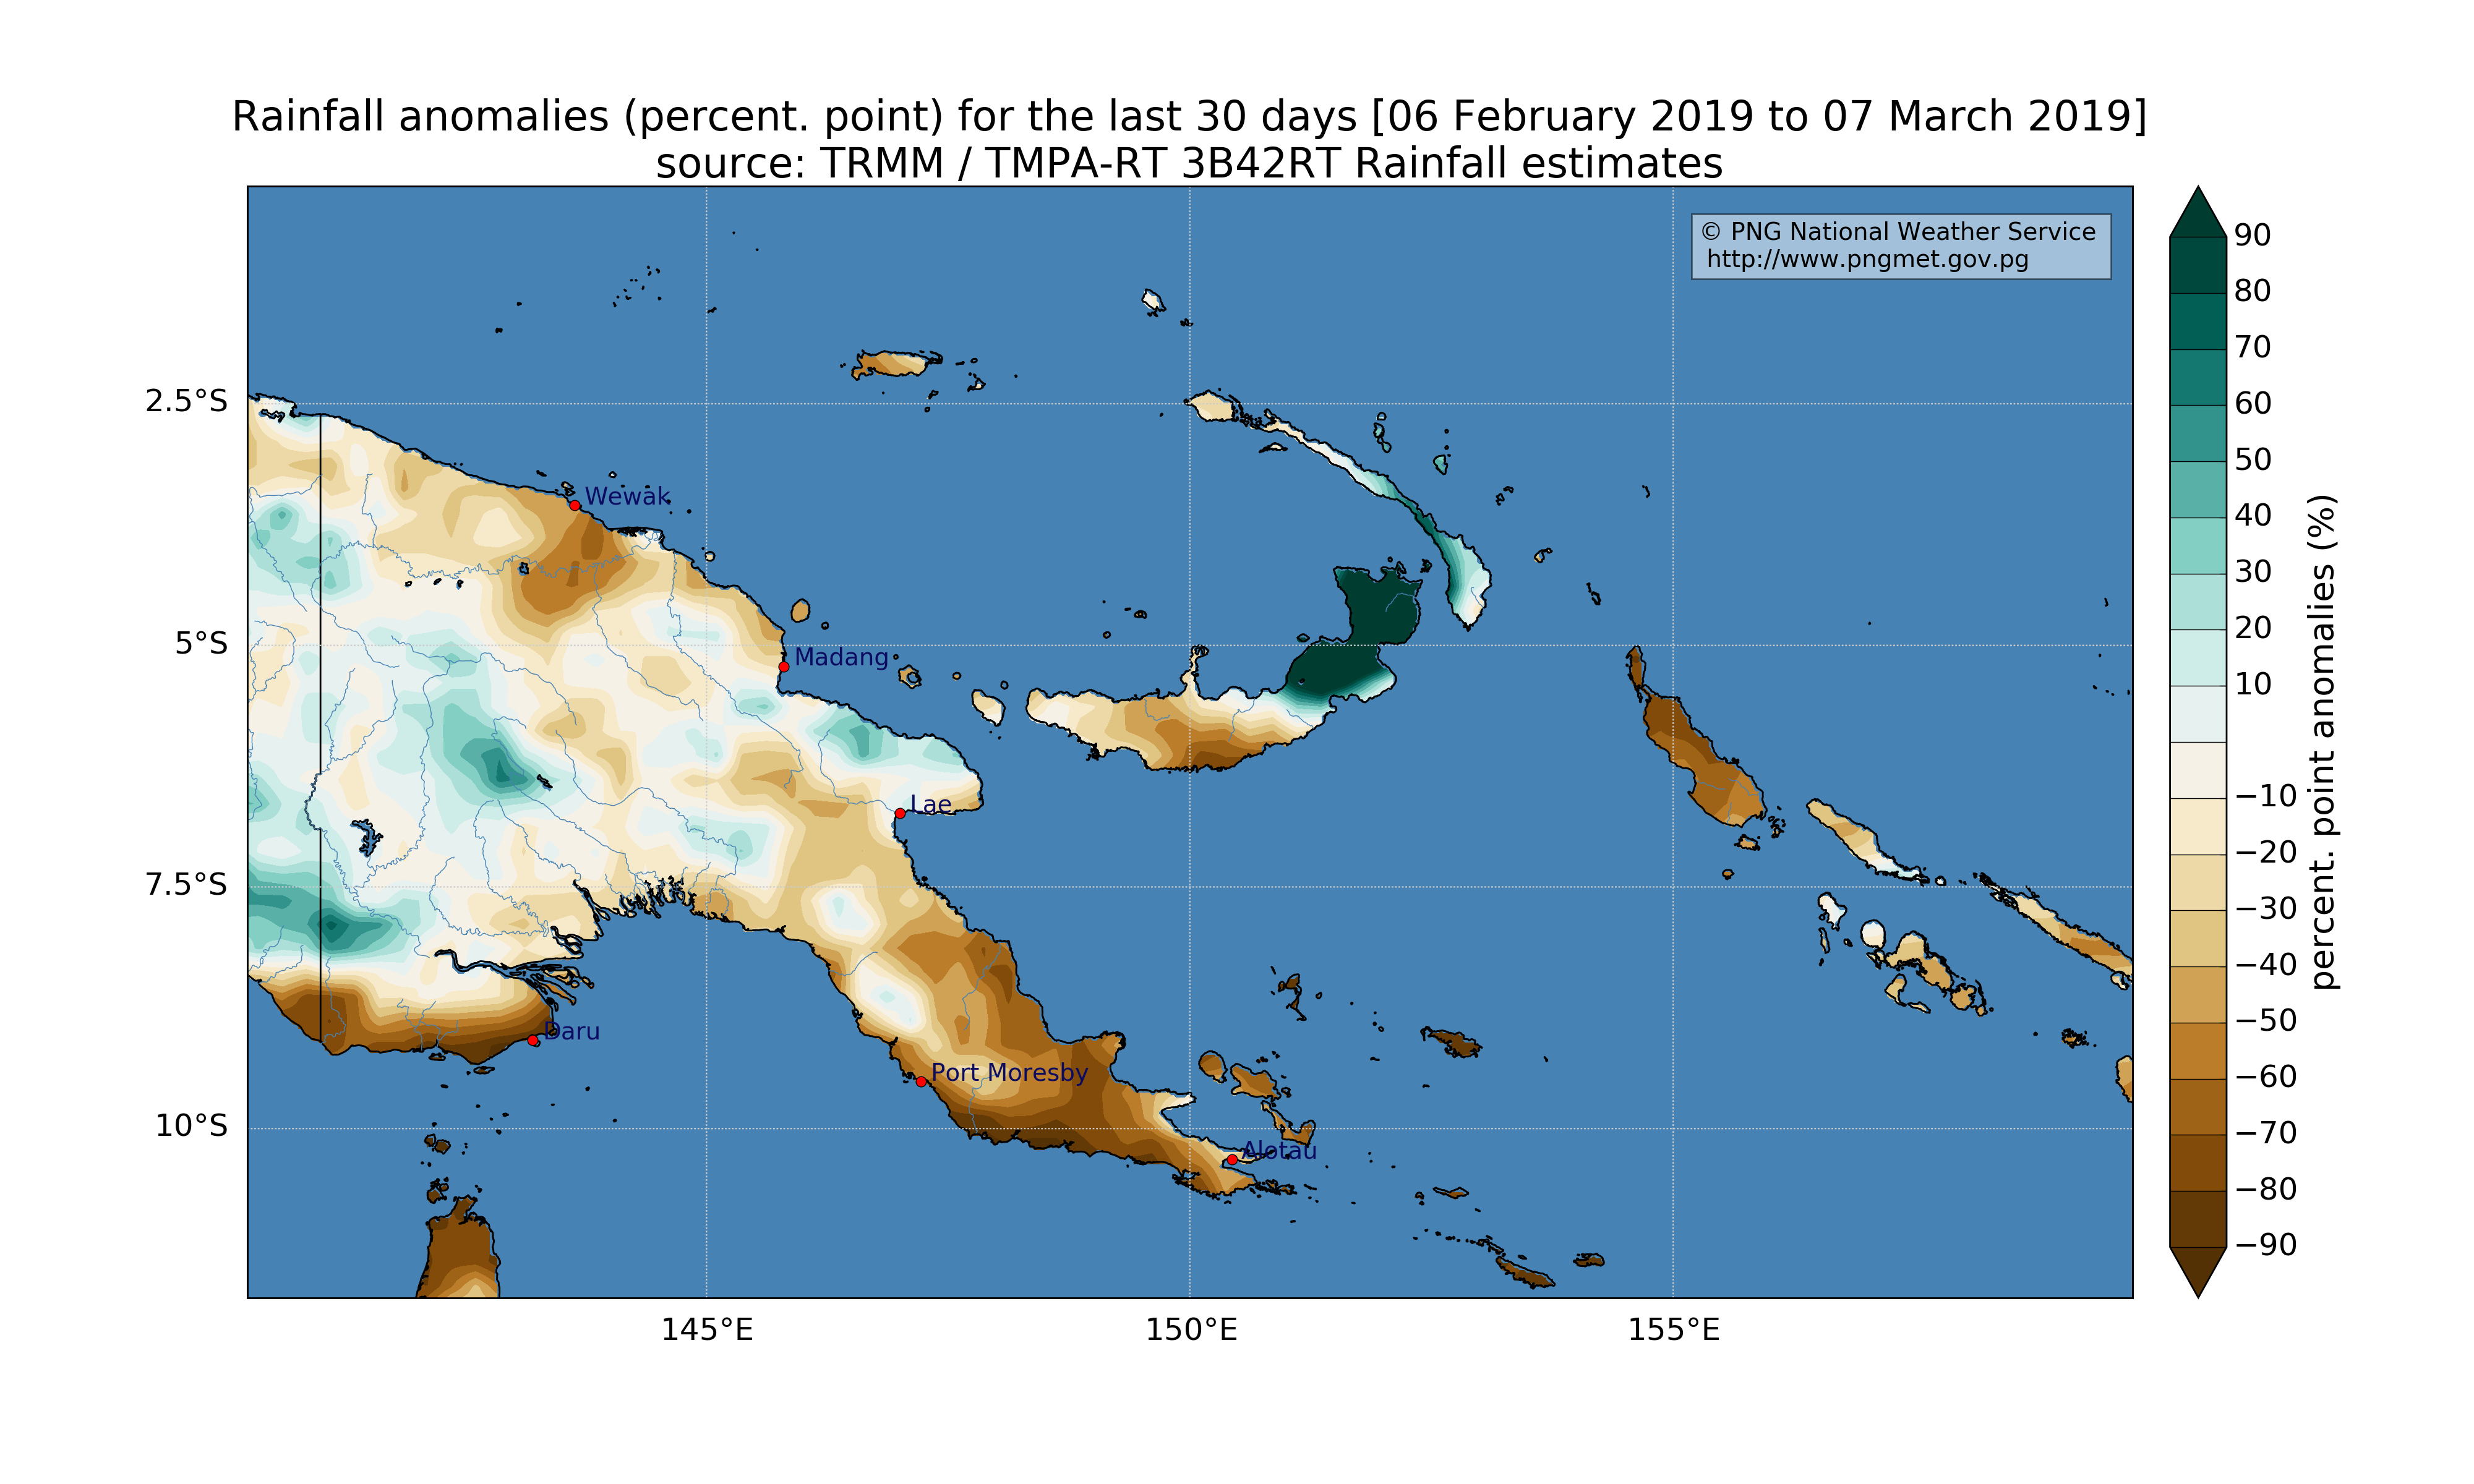 Rainfall anomalies (percent. point) for the last 30 days [06 February 2019 to 07 March 2019]
source: TRMM / TMPA-RT 3B42RT Rainfall estimates
© PNG National Weather Service
http://www.pngmet.gov.pg
2.5°S
5°S
7.5°S
10°S
Wewak
Madang
Lae
Daru
Port Moresby
Alotau
145°E
150°E
155°E
90
80
70
60
50
40
30
20
10
−10
−20
−30
−40
−50
−60
−70
−80
−90
percent. point anomalies (%)